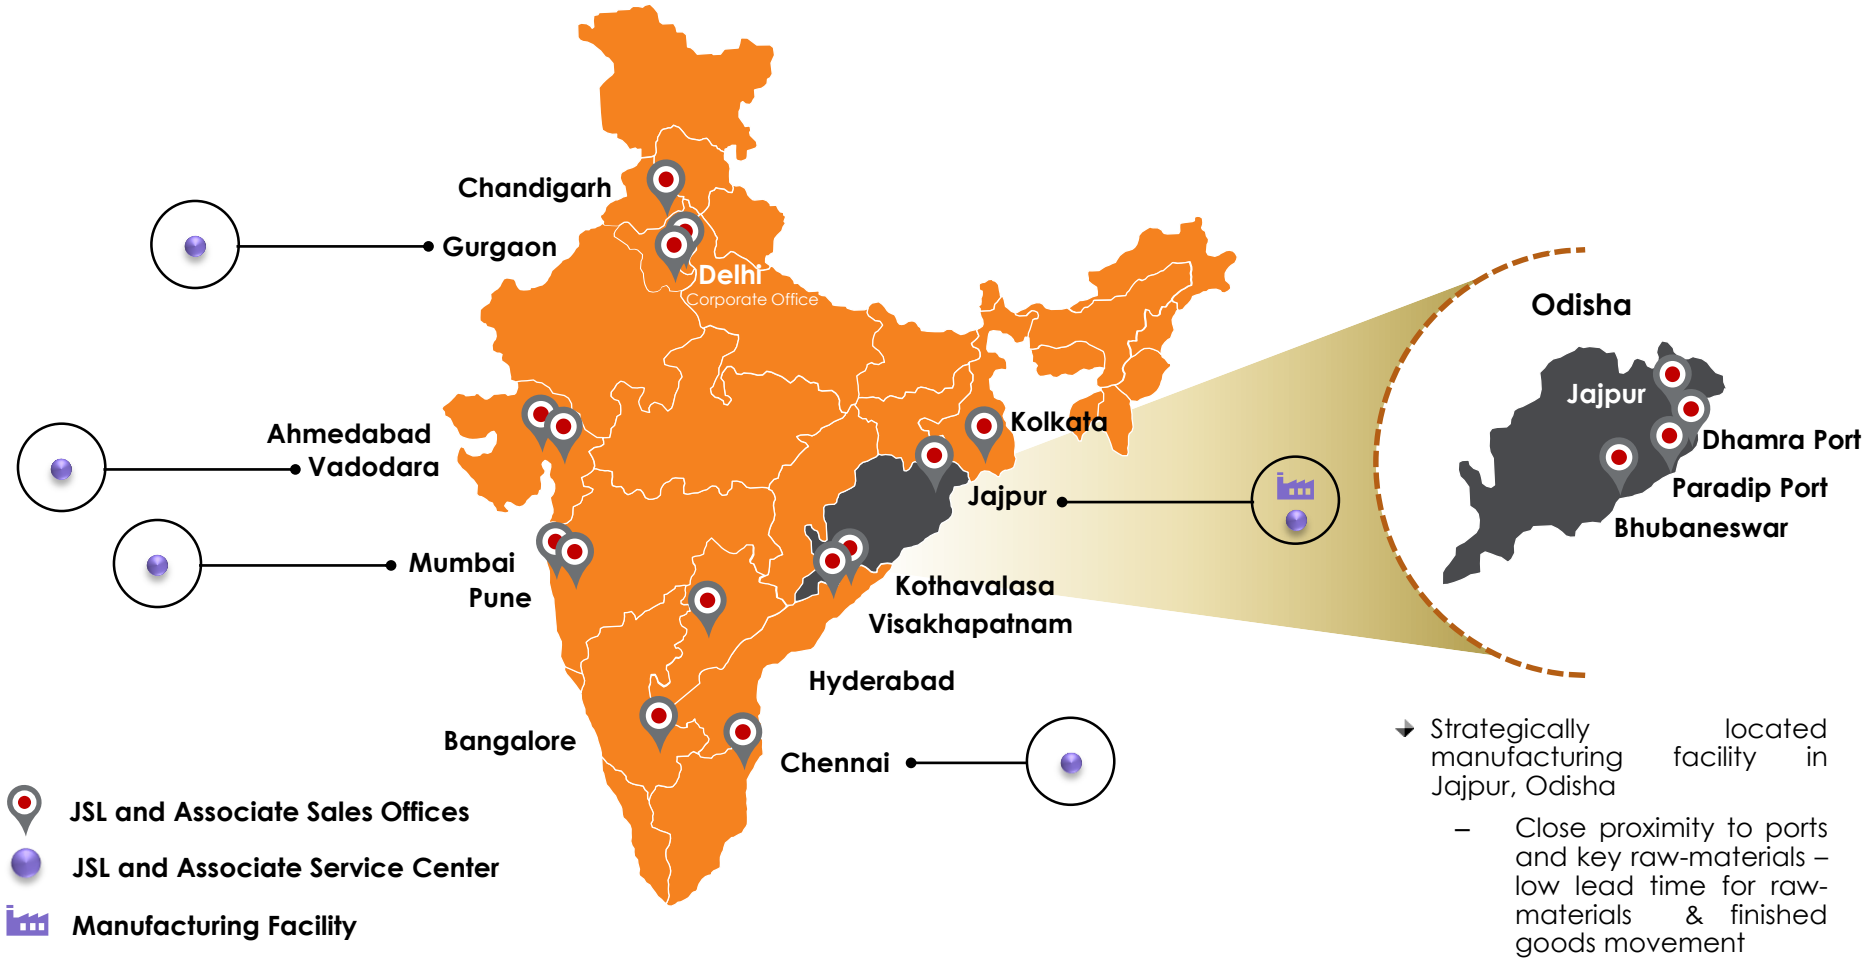 Chandigarh
Gurgaon
Delhi
Corporate Office
Ahmedabad
Vadodara
Mumbai
Pune
Kolkata
Jajpur
Kothavalasa
Visakhapatnam
Hyderabad
Bangalore
Chennai
Odisha
Jajpur
Dhamra Port
Paradip Port
Bhubaneswar
JSL and Associate Sales Offices
JSL and Associate Service Center
Manufacturing Facility
Strategically located
manufacturing facility in
Jajpur, Odisha
– Close proximity to ports
and key raw-materials –
low lead time for raw-
materials & finished
goods movement